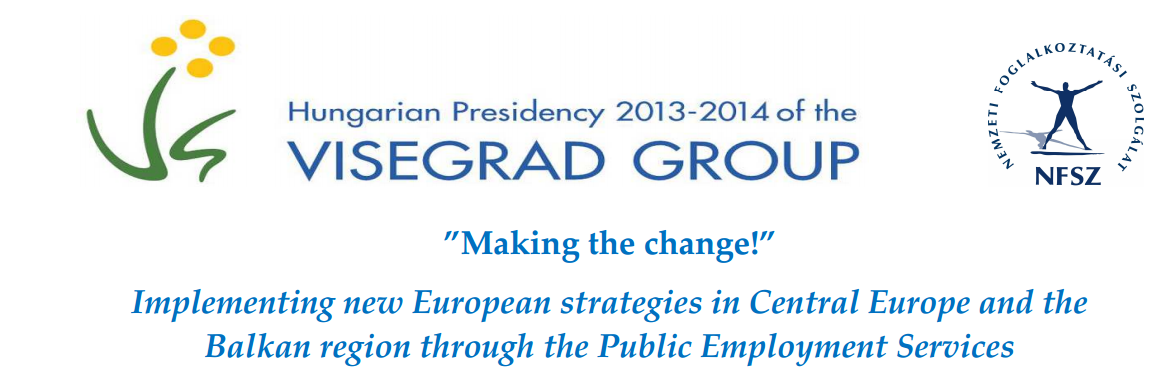 Hungarian Presidency 2013-2014 of the
VISEGRAD GROUP
NEMZETI FOGLALKOZTATÁSI SZOLGÁLAT
NFSZ
”Making the change!”
Implementing new European strategies in Central Europe and the
Balkan region through the Public Employment Services